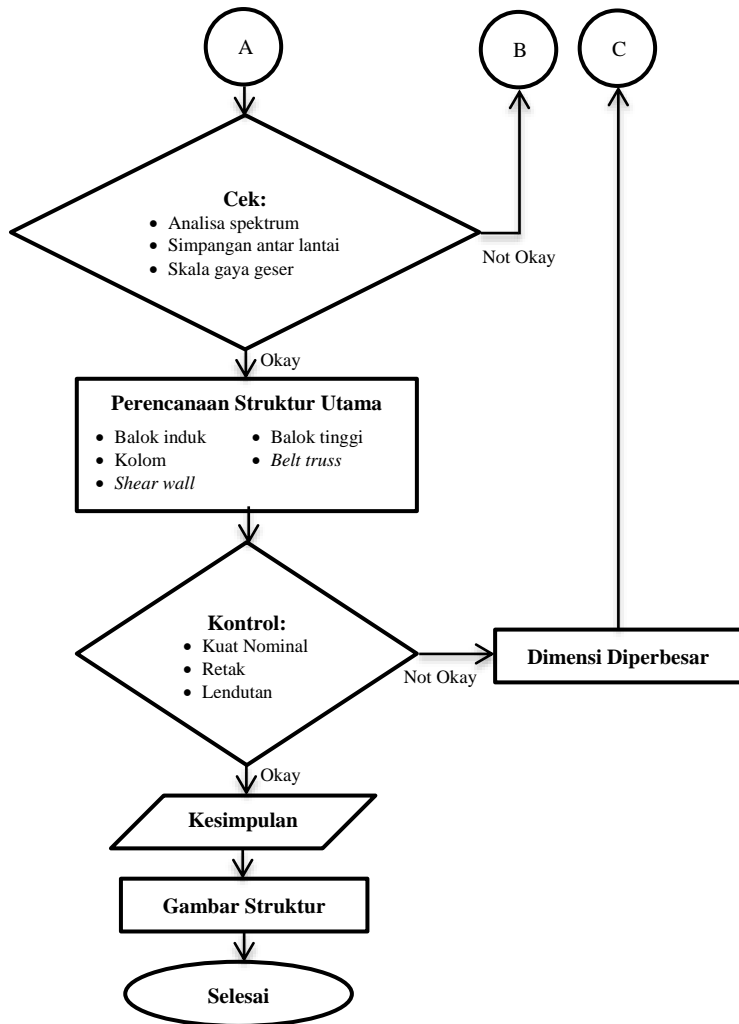 A
B
C
Cek:
• Analisa spektrum
• Simpangan antar lantai
• Skala gaya geser
Not Okay
Okay
Perencanaan Struktur Utama
• Balok induk
• Kolom
• Shear wall
• Balok tinggi
• Belt truss
Kontrol:
• Kuat Nominal
• Retak
• Lendutan
Not Okay
Dimensi Diperbesar
Okay
Kesimpulan
Gambar Struktur
Selesai